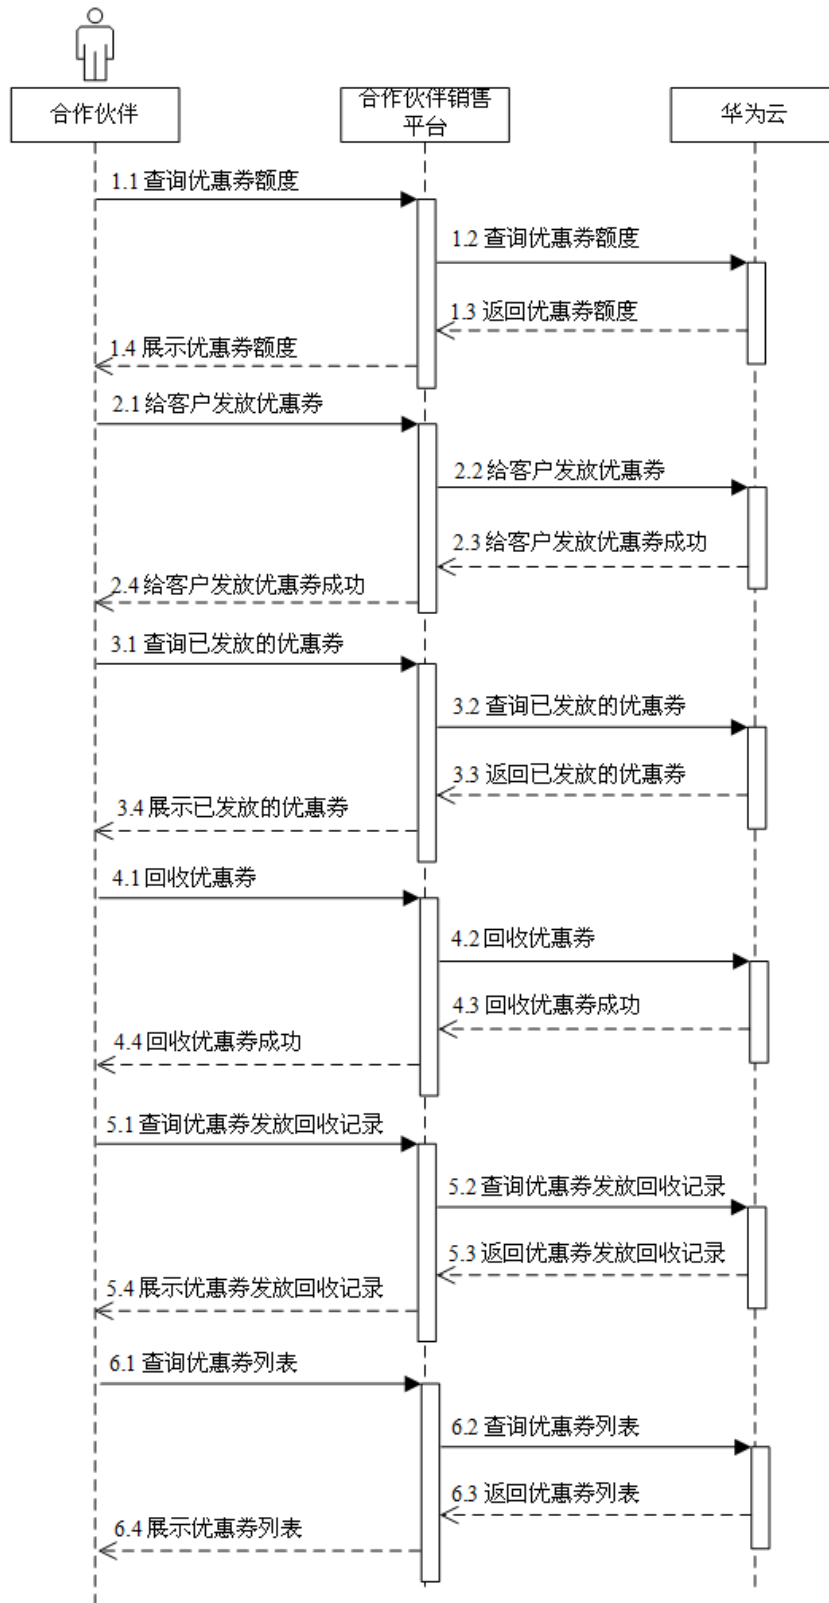 合作伙伴
合作伙伴销售
平台
华为云
1.1 查询优惠券额度
1.2 查询优惠券额度
1.3 返回优惠券额度
1.4 展示优惠券额度
2.1 给客户发放优惠券
2.2 给客户发放优惠券
2.3 给客户发放优惠券成功
2.4 给客户发放优惠券成功
3.1 查询已发放的优惠券
3.2 查询已发放的优惠券
3.3 返回已发放的优惠券
3.4 展示已发放的优惠券
4.1 回收优惠券
4.2 回收优惠券
4.3 回收优惠券成功
4.4 回收优惠券成功
5.1 查询优惠券发放回收记录
5.2 查询优惠券发放回收记录
5.3 返回优惠券发放回收记录
5.4 展示优惠券发放回收记录
6.1 查询优惠券列表
6.2 查询优惠券列表
6.3 返回优惠券列表
6.4 展示优惠券列表